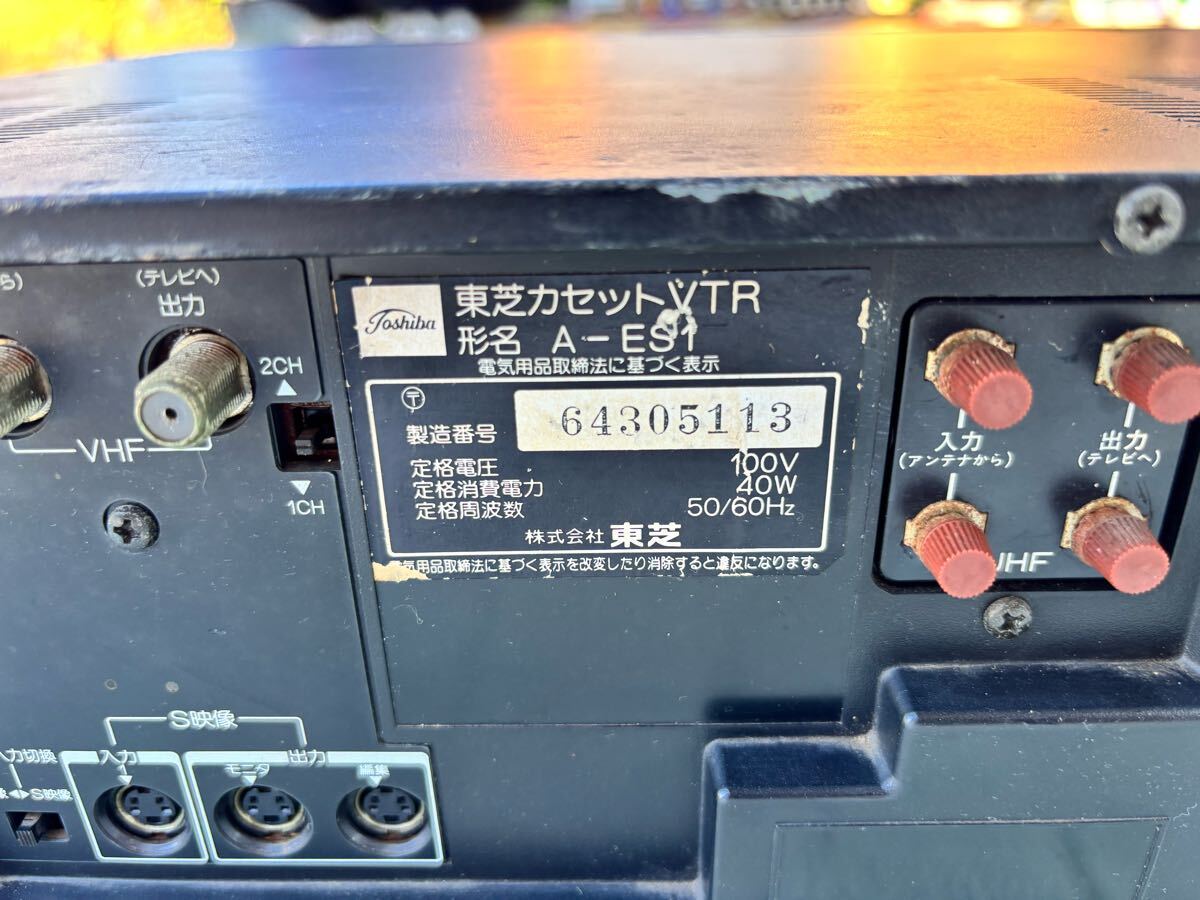 ら)
(テレビへ)
出力
2CH
VHF
1CH
Toshiba
東芝カセットVTR
形名 A-ES1
電気用品取締法に基づく表示
〒
製造番号 64305113
定格電圧 100V
定格消費電力 40W
定格周波数 50/60Hz
株式会社 東芝
電気用品取締法に基づく表示を改変したり消除すると違反になります。
入力
(アンテナから)
出力
(テレビへ)
UHF
S映像
入力切換
入力
出力
モニタ
編集
像◀▶S映像